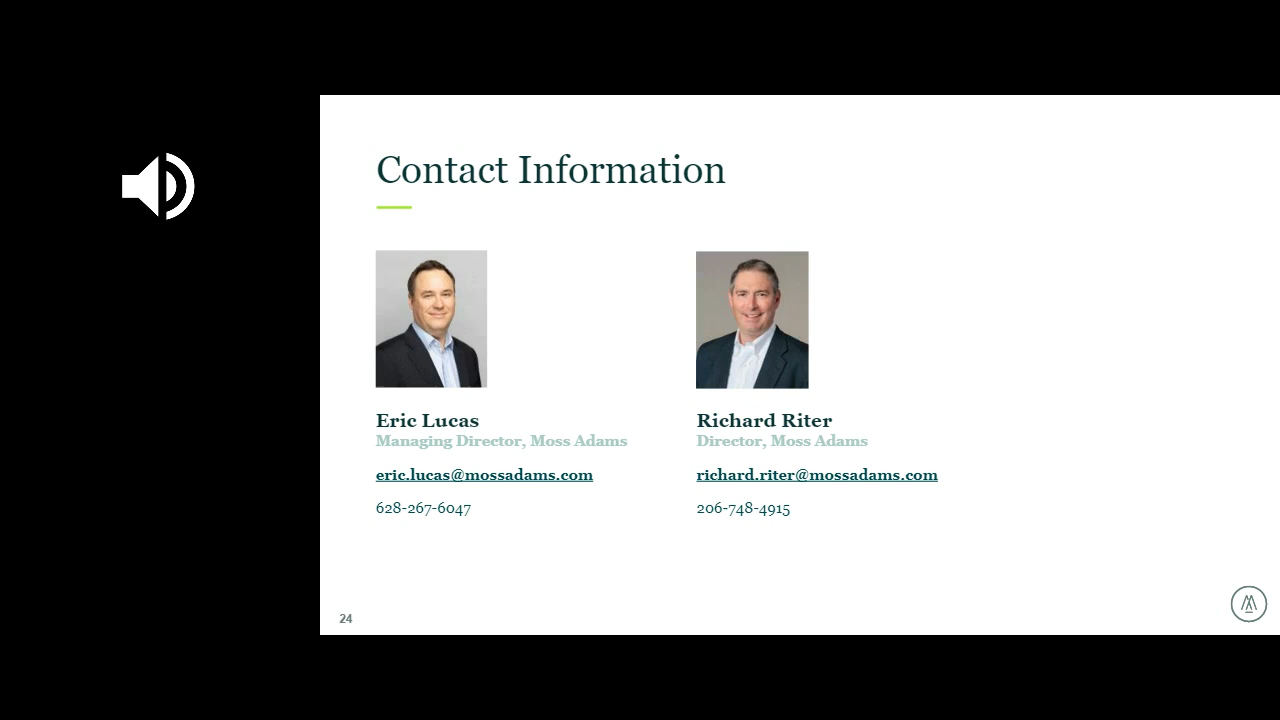 Contact Information
Eric Lucas
Managing Director, Moss Adams
eric.lucas@mossadams.com
628-267-6047
Richard Riter
Director, Moss Adams
richard.riter@mossadams.com
206-748-4915
24